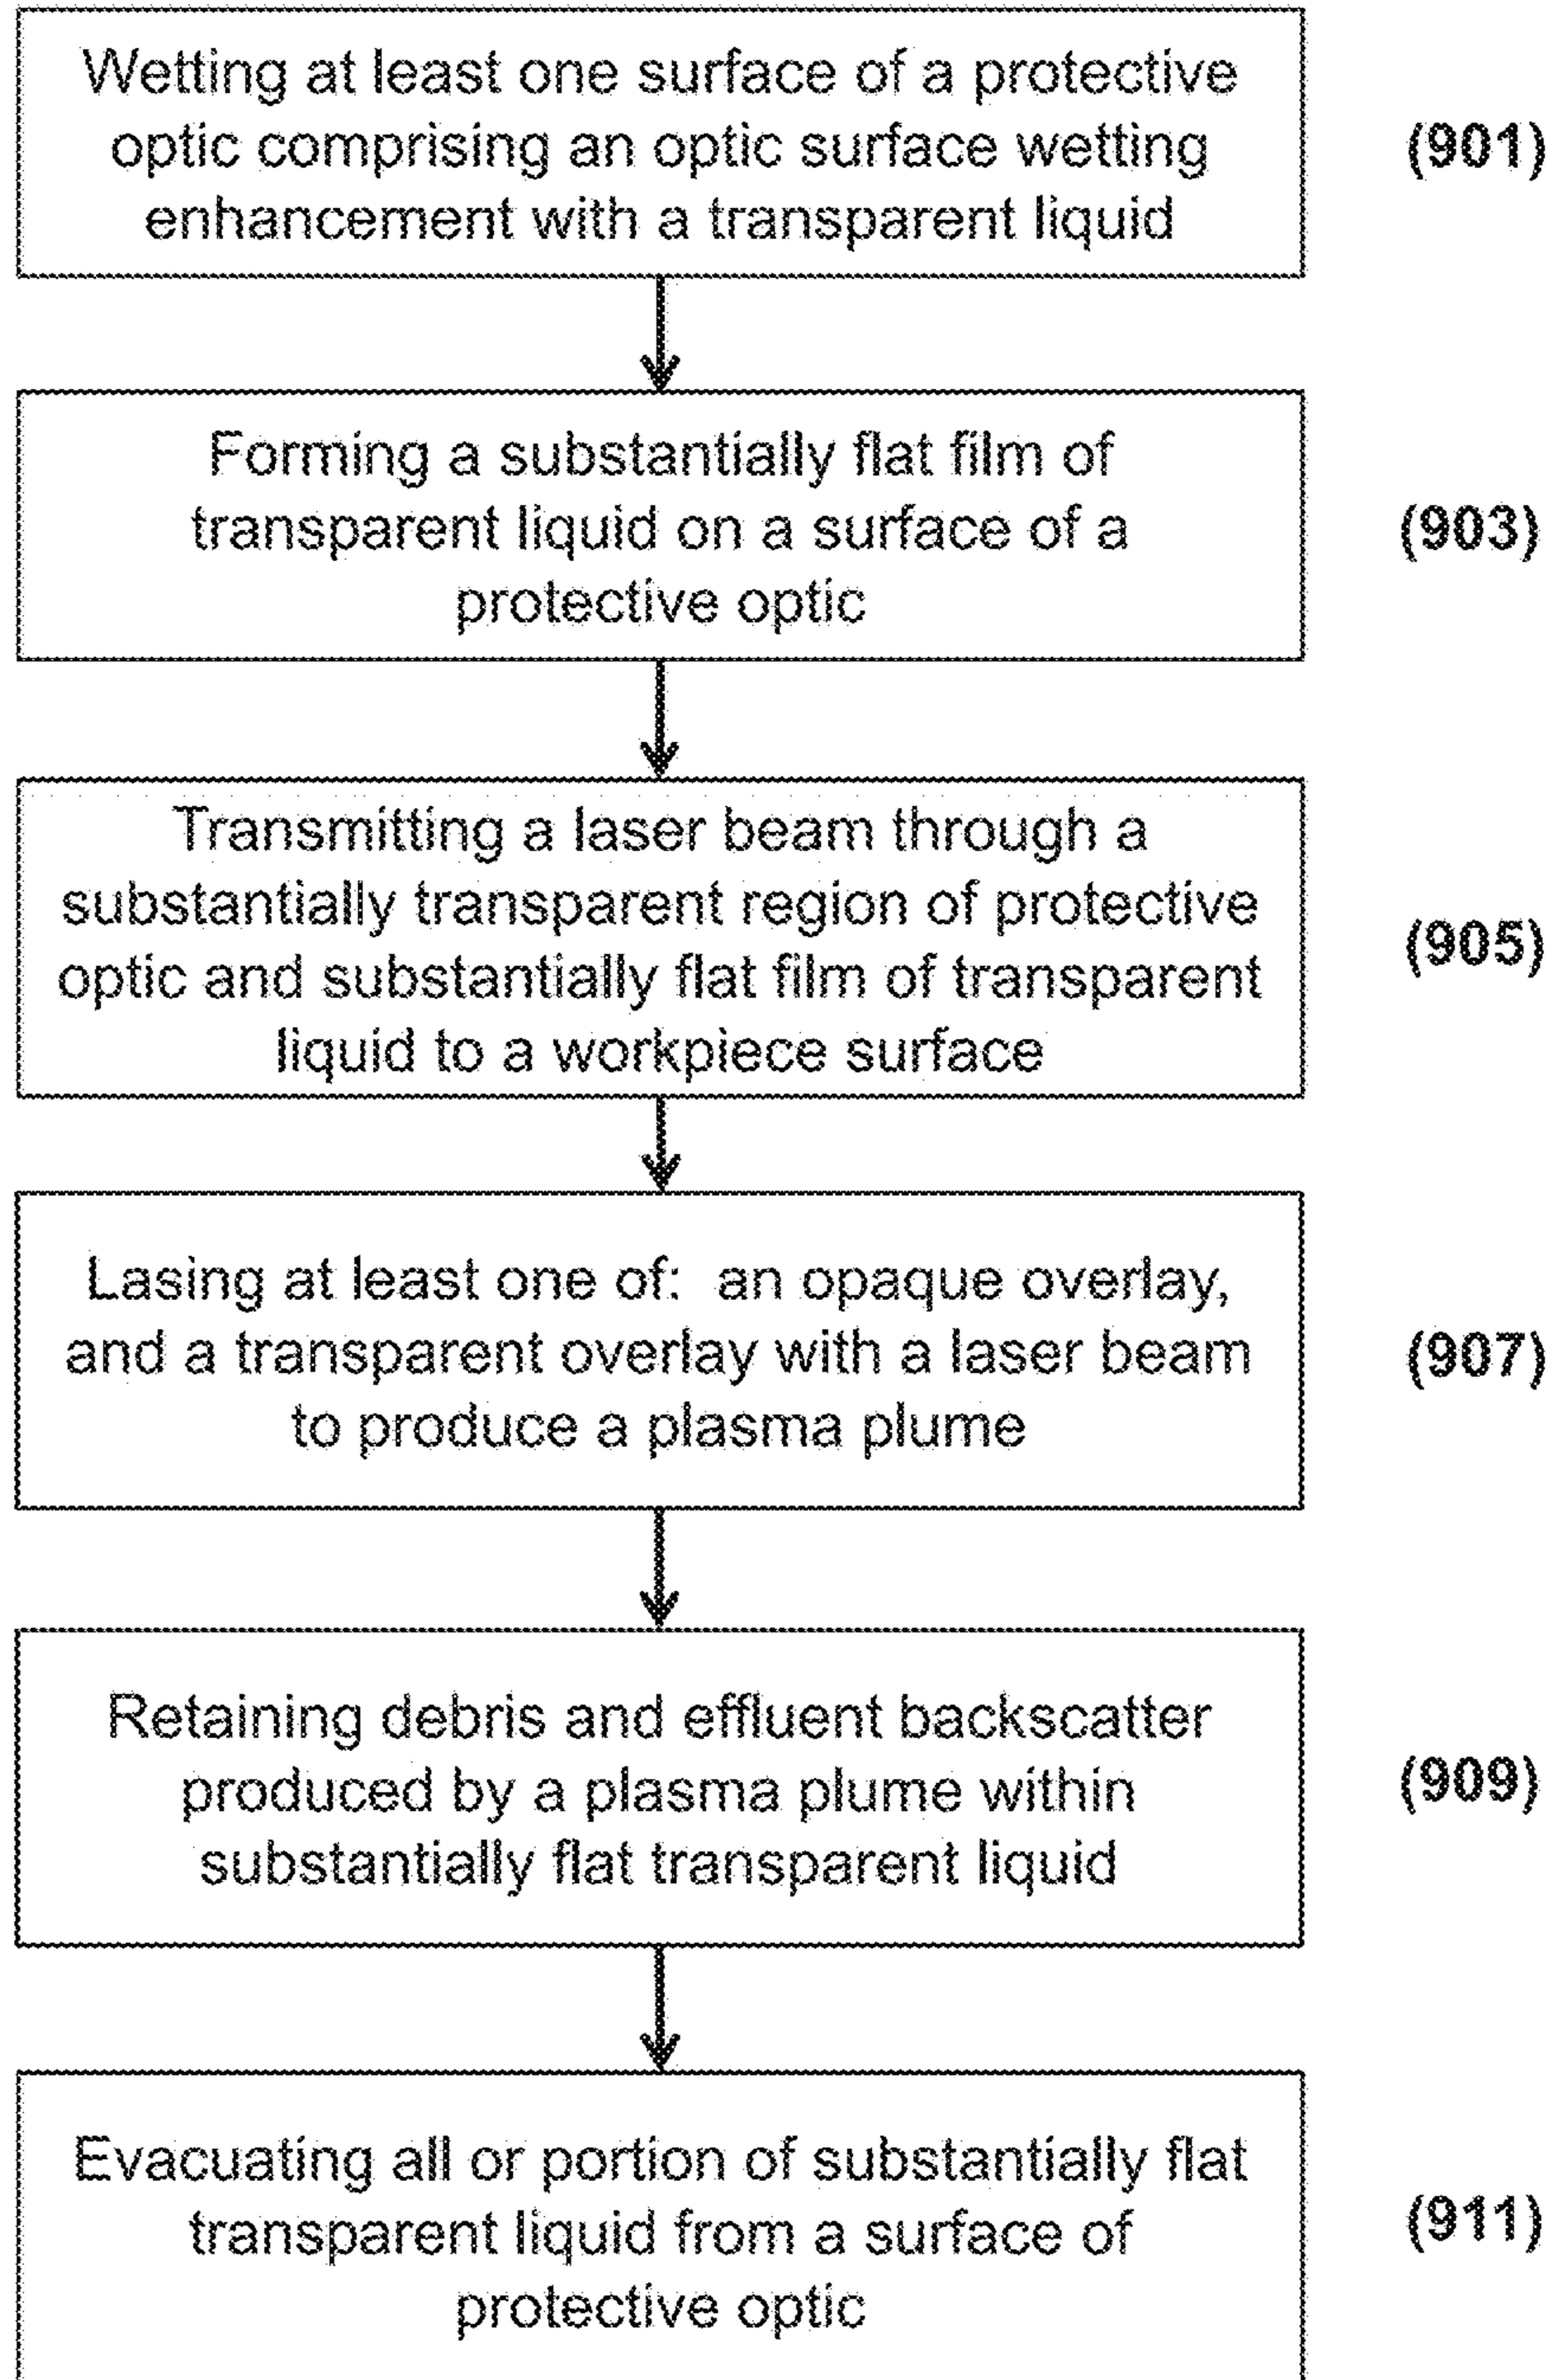 Wetting at least one surface of a protective
optic comprising an optic surface wetting
enhancement with a transparent liquid
(901)
Forming a substantially flat film of
transparent liquid on a surface of a
protective optic
(903)
Transmitting a laser beam through a
substantially transparent region of protective
optic and substantially flat film of transparent
liquid to a workpiece surface
(905)
Lasing at least one of:  an opaque overlay,
and a transparent overlay with a laser beam
to produce a plasma plume
(907)
Retaining debris and effluent backscatter
produced by a plasma plume within
substantially flat transparent liquid
(909)
Evacuating all or portion of substantially flat
transparent liquid from a surface of
protective optic
(911)